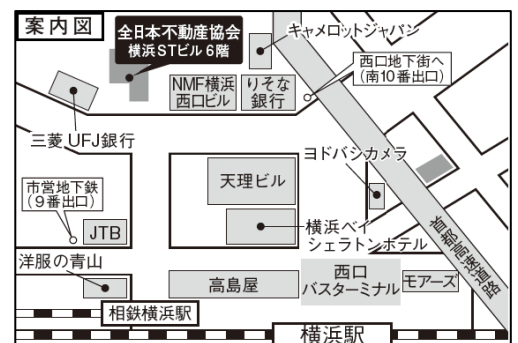 案内図
全日本不動産協会
横浜STビル 6階
キャメロットジャパン
西口地下街へ
(南10番出口)
NMF横浜
西口ビル
りそな
銀行
三菱UFJ銀行
ヨドバシカメラ
天理ビル
市営地下鉄
(9番出口)
JTB
横浜ベイ
シェラトンホテル
首都高速道路
洋服の青山
高島屋
西口
バスターミナル
モアーズ
相鉄横浜駅
横浜駅